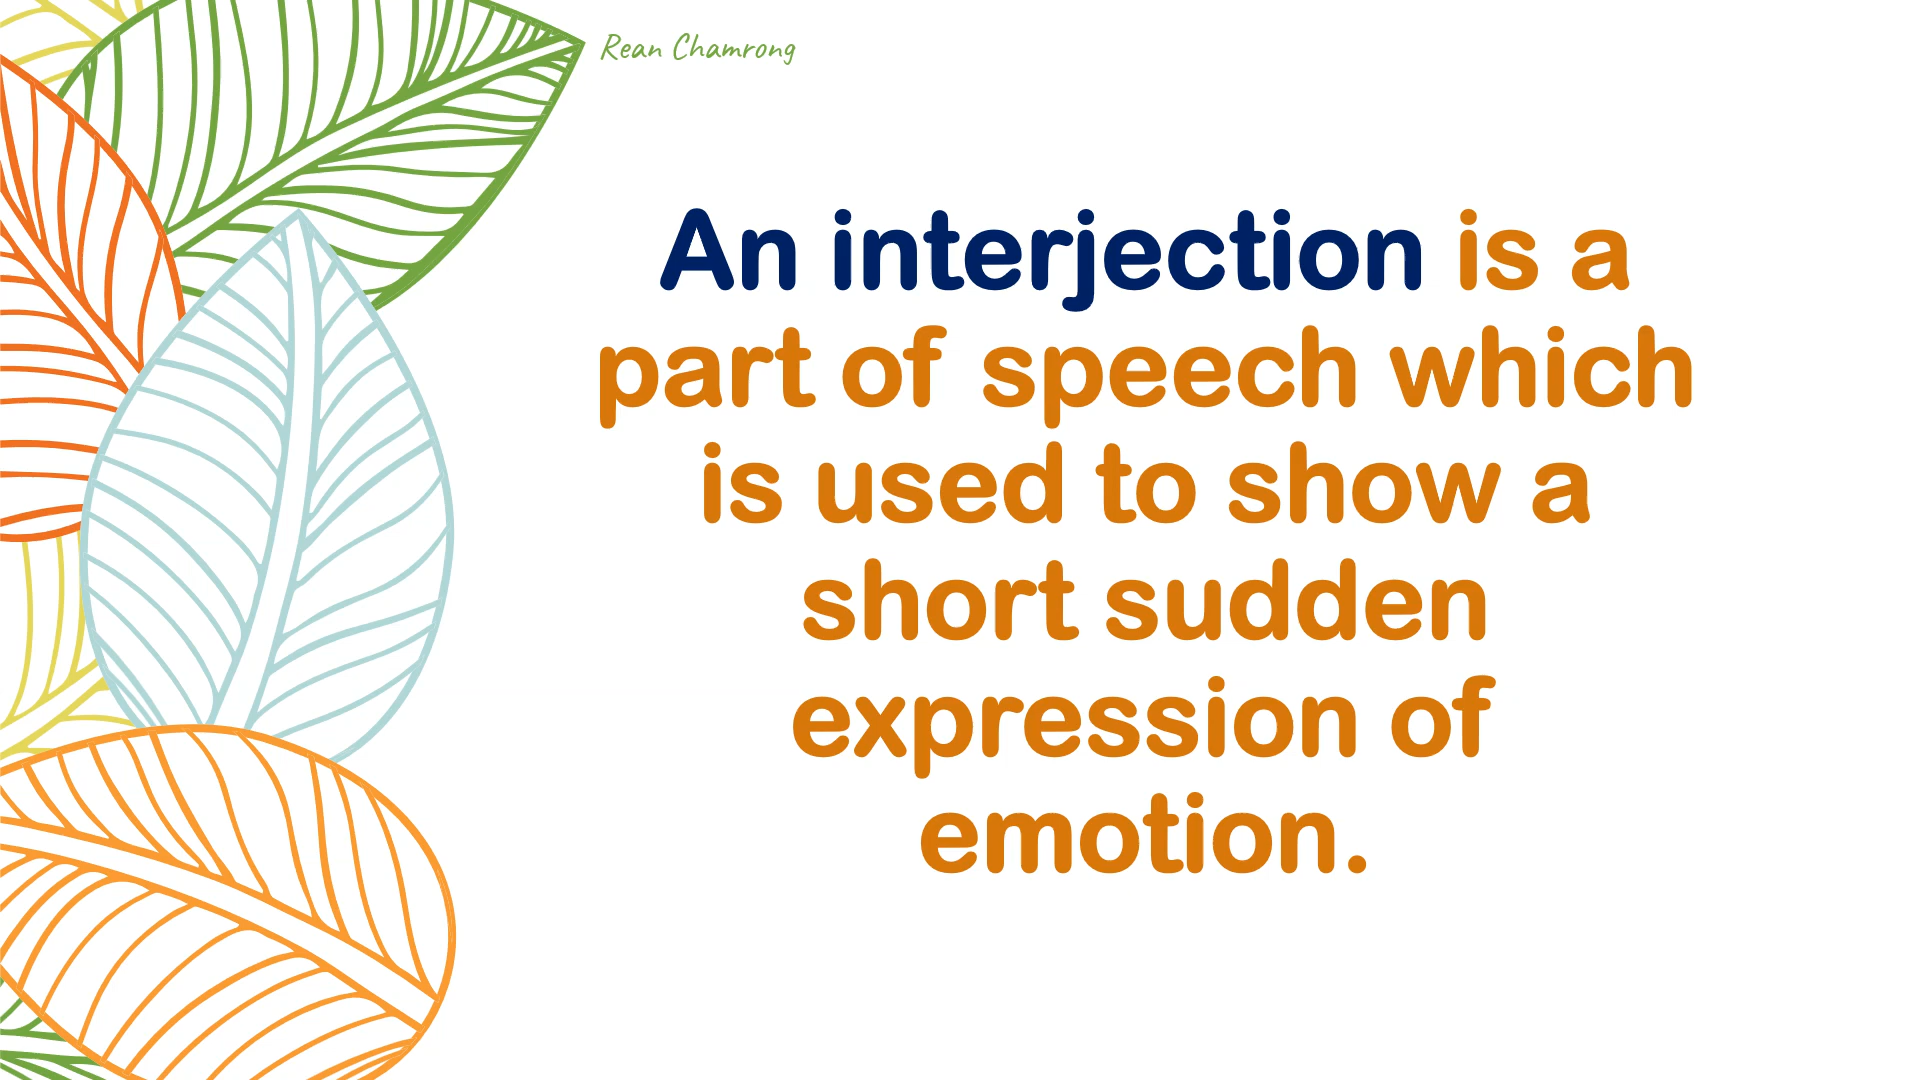 Rean Chamrong
An interjection is a
part of speech which
is used to show a
short sudden
expression of
emotion.